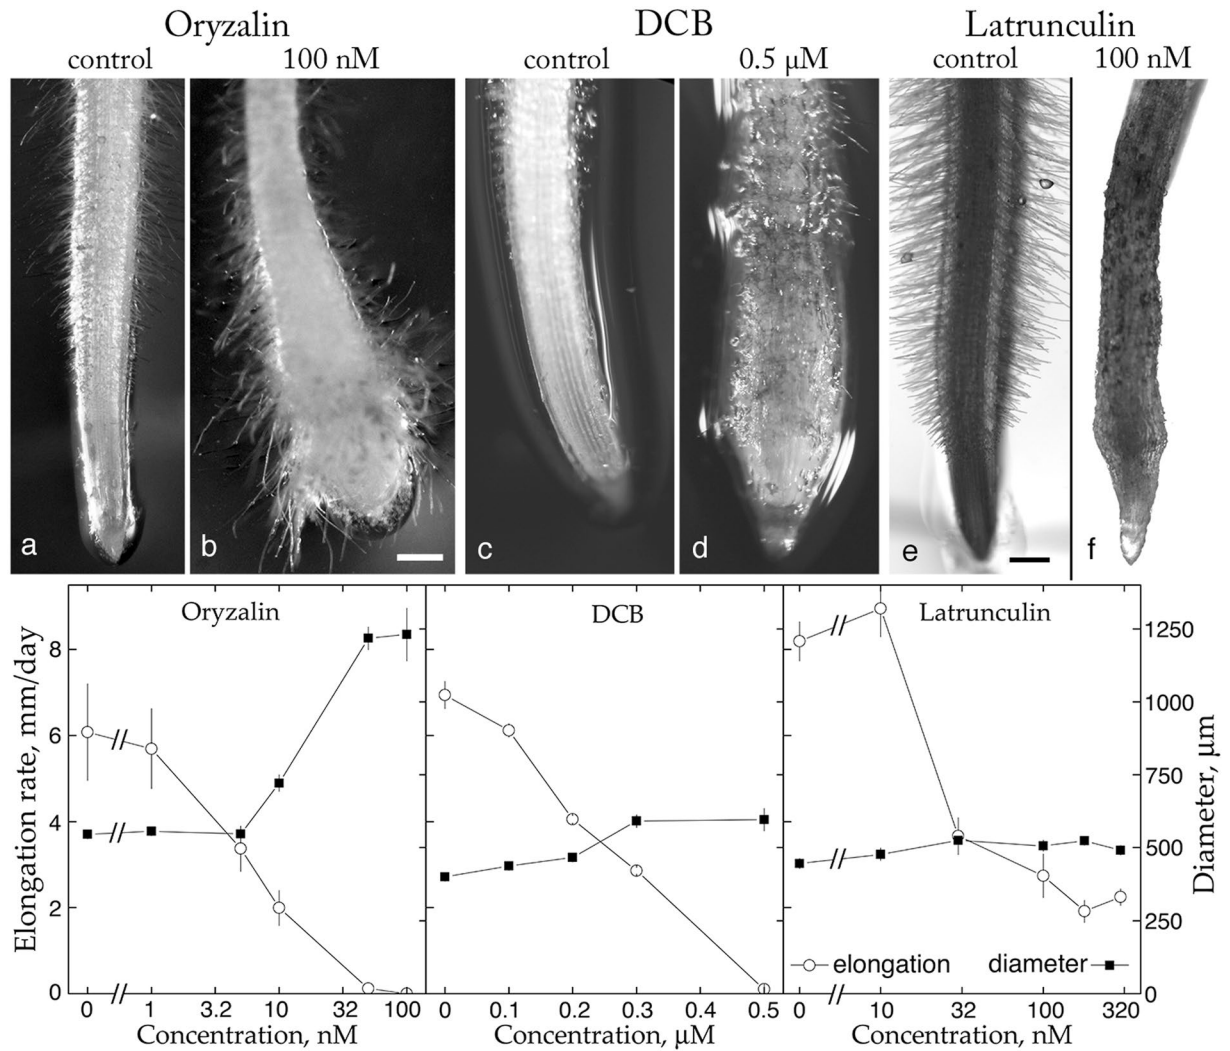 Oryzalin DCB Latrunculin
control 100 nM control 0.5 µM control 100 nM
a b c d e f
Oryzalin DCB Latrunculin
Elongation rate, mm/day
8
6
4
2
0
1250
1000
750
500
250
0
Diameter, µm
elongation diameter
0 // 1 3.2 10 32 100 0 0.1 0.2 0.3 0.4 0.5 0 // 10 32 100 320
Concentration, nM Concentration, µM Concentration, nM